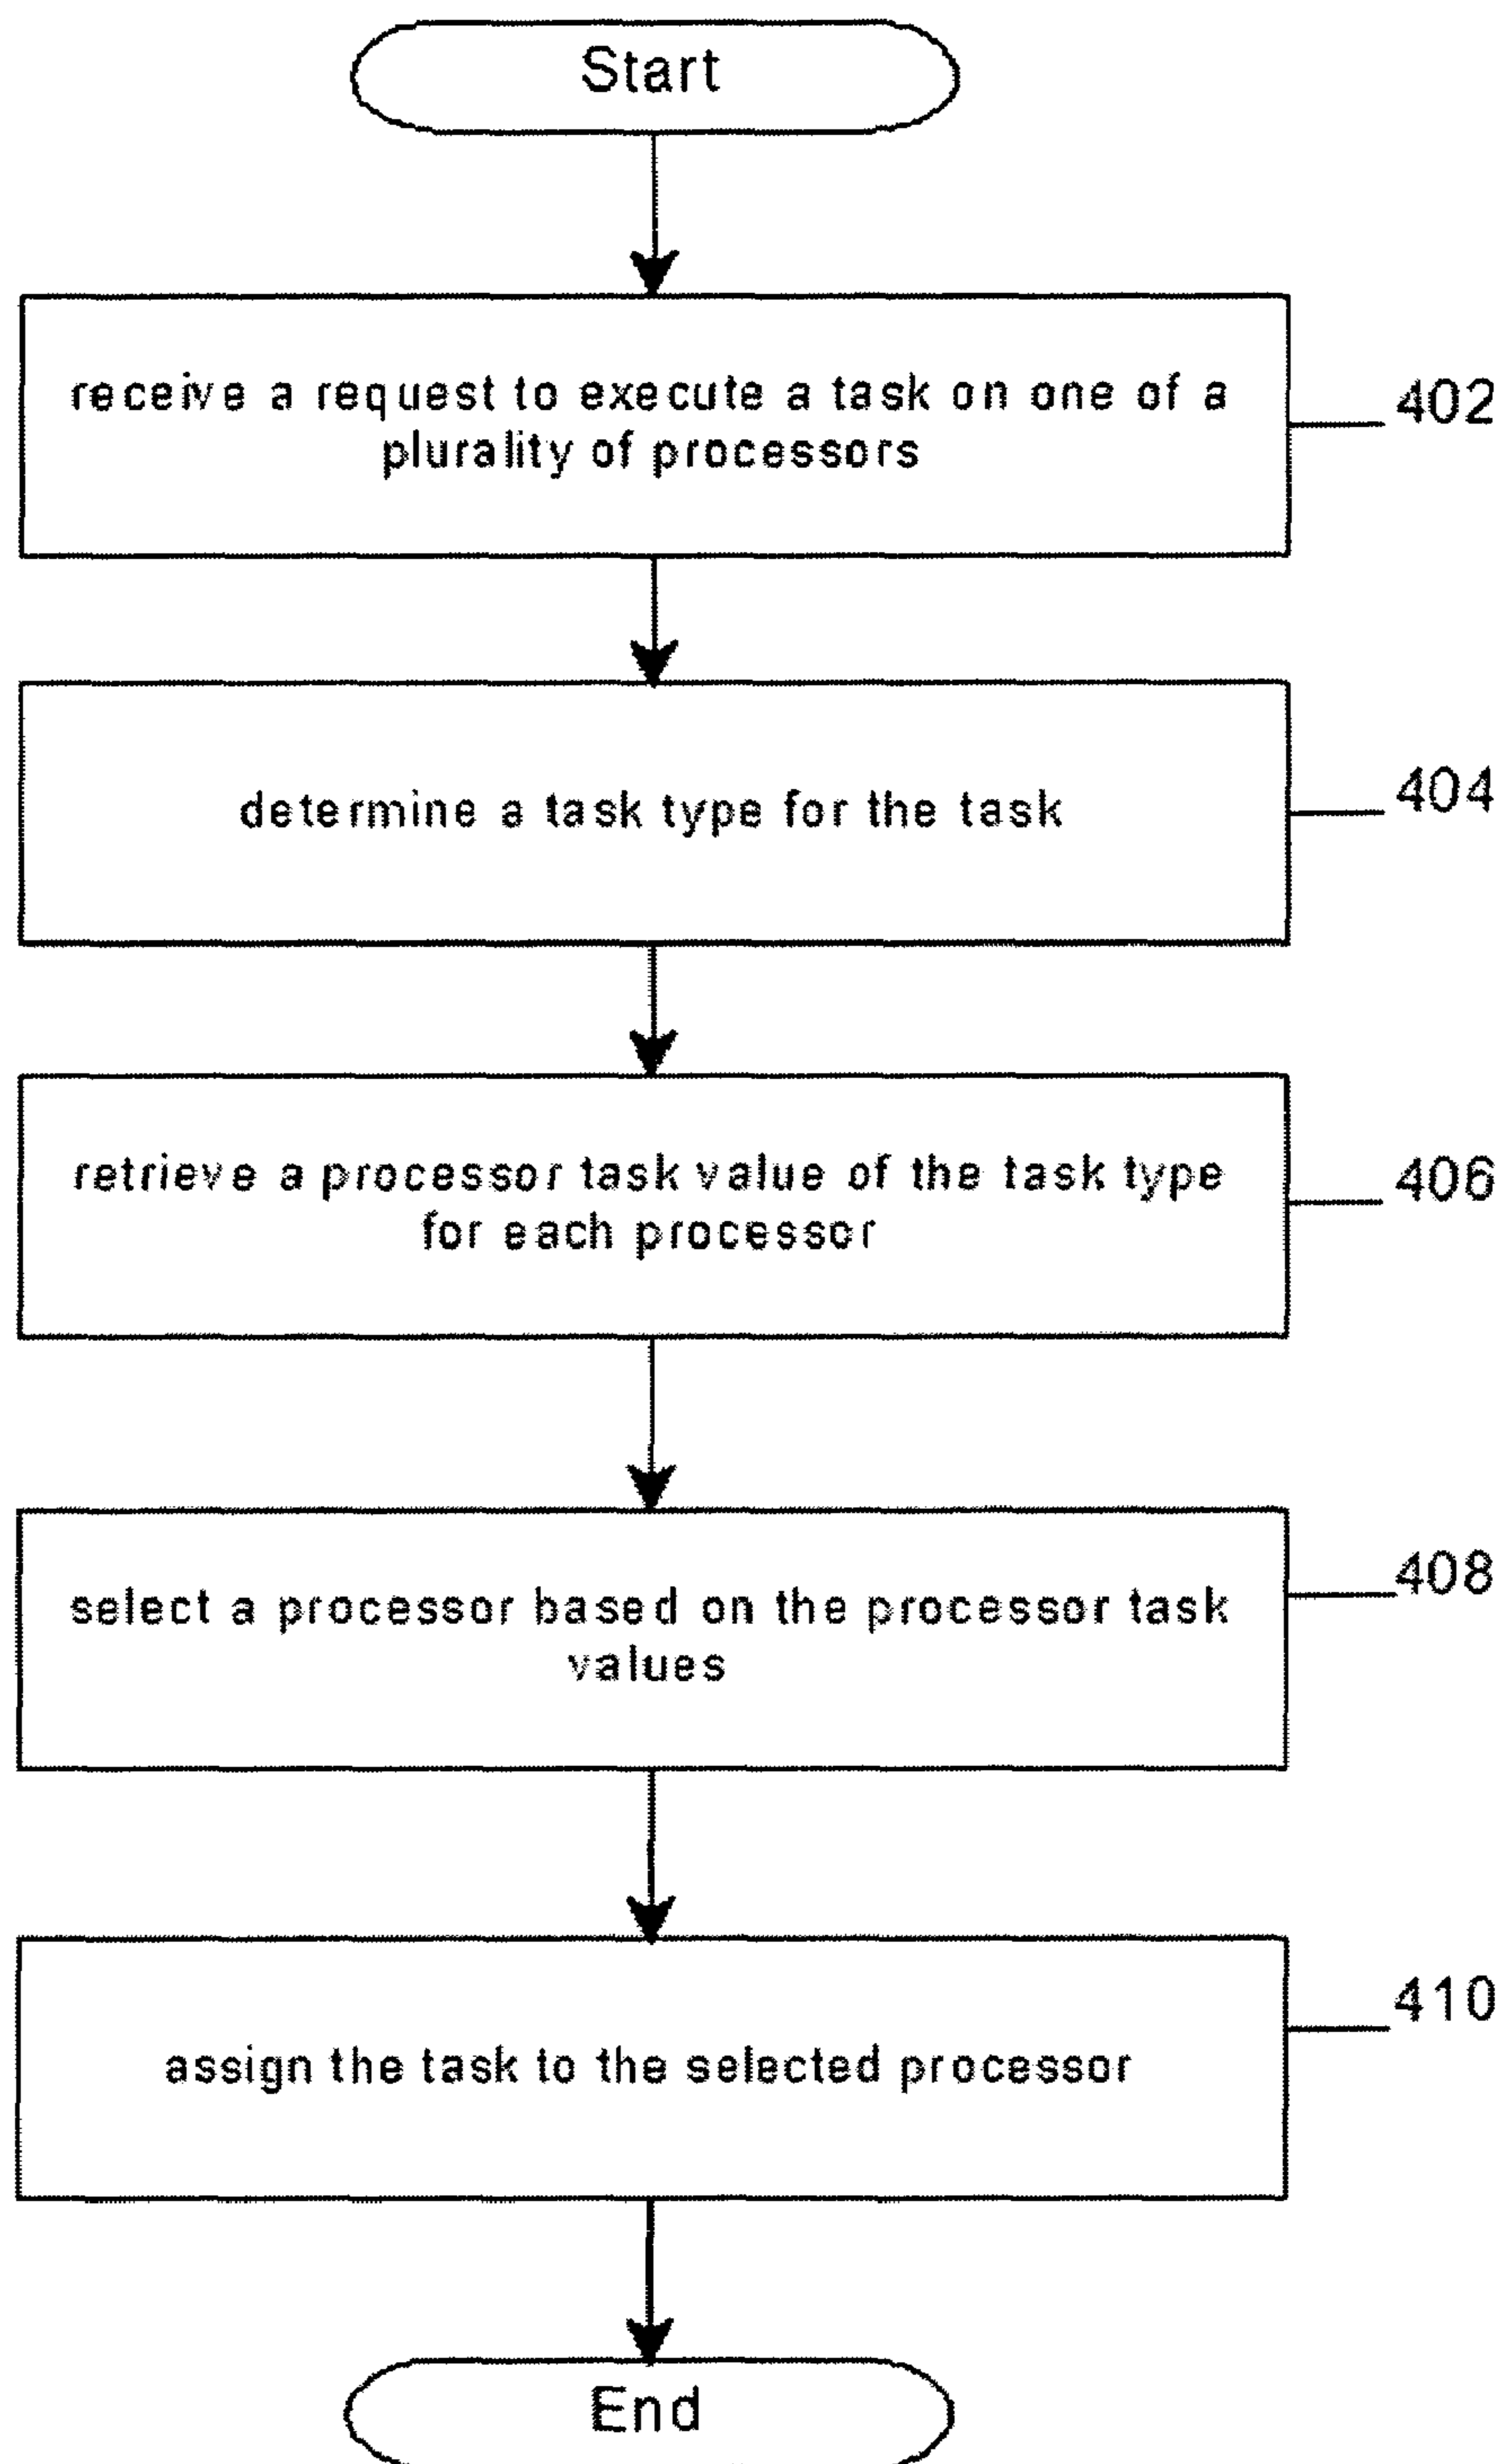 Start
receive a request to execute a task on one of a
plurality of processors
402
determine a task type for the task
404
retrieve a processor task value of the task type
for each processor
406
select a processor based on the processor task
values
408
assign the task to the selected processor
410
End